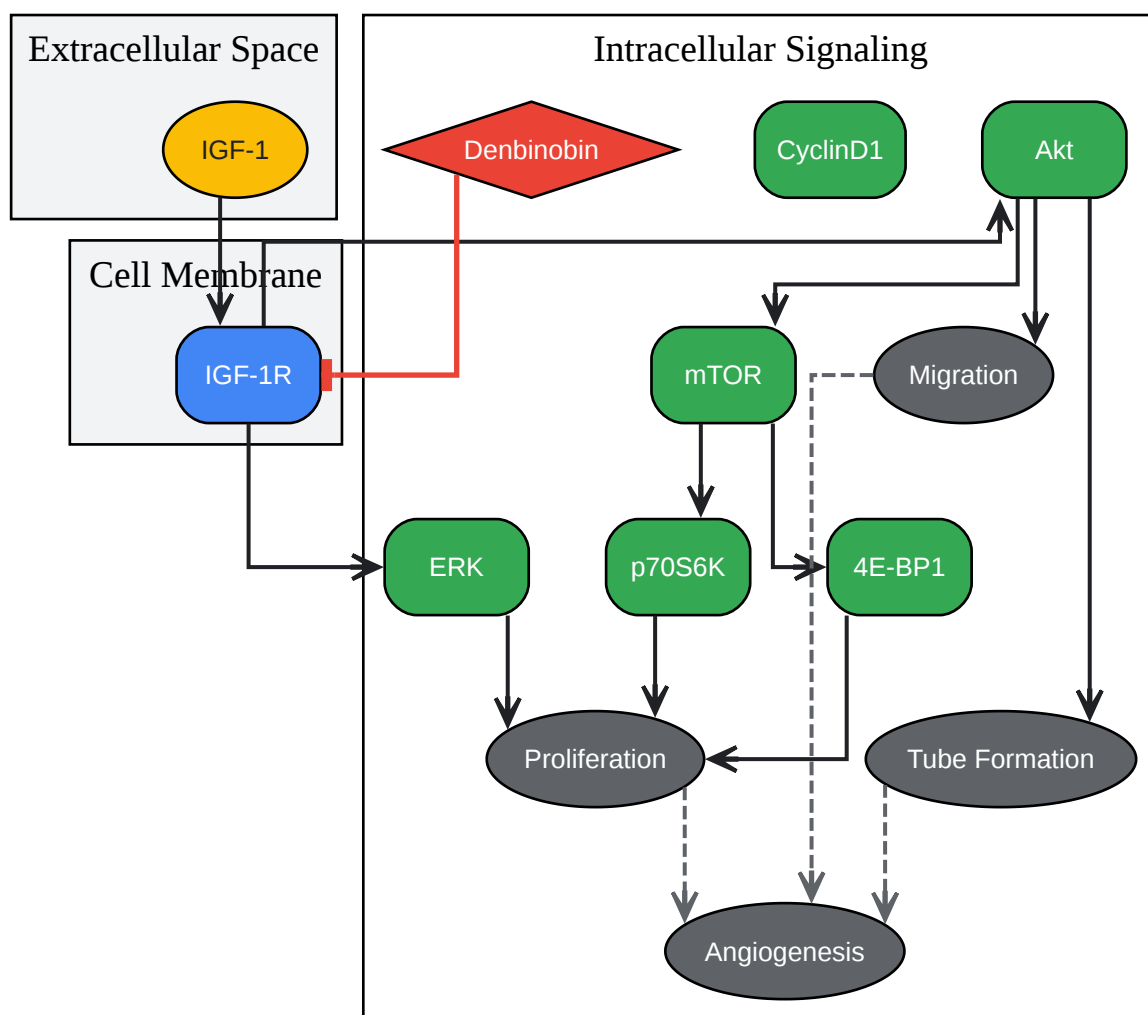 Extracellular Space
Intracellular Signaling
IGF-1
Denbinobin
CyclinD1
Akt
Cell Membrane
IGF-1R
mTOR
Migration
ERK
p70S6K
4E-BP1
Proliferation
Tube Formation
Angiogenesis